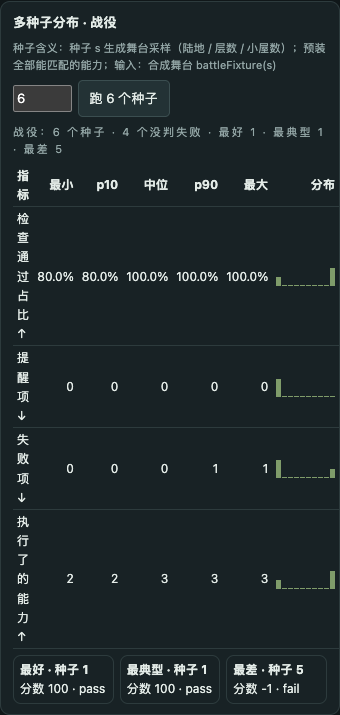 多种子分布 · 战役
种子含义：种子 s 生成舞台采样（陆地 / 层数 / 小屋数）；预装
全部能匹配的能力；输入：合成舞台 battleFixture(s)
6 跑 6 个种子
战役：6 个种子 · 4 个没判失败 · 最好 1 · 最典型 1
· 最差 5
指标 最小 p10 中位 p90 最大 分布
检查通过占比↑ 80.0% 80.0% 100.0% 100.0% 100.0%
提醒项↓ 0 0 0 0 0
失败项↓ 0 0 0 1 1
执行了的能力↑ 2 2 3 3 3
最好 · 种子 1 最典型 · 种子 1 最差 · 种子 5
分数 100 · pass 分数 100 · pass 分数 -1 · fail